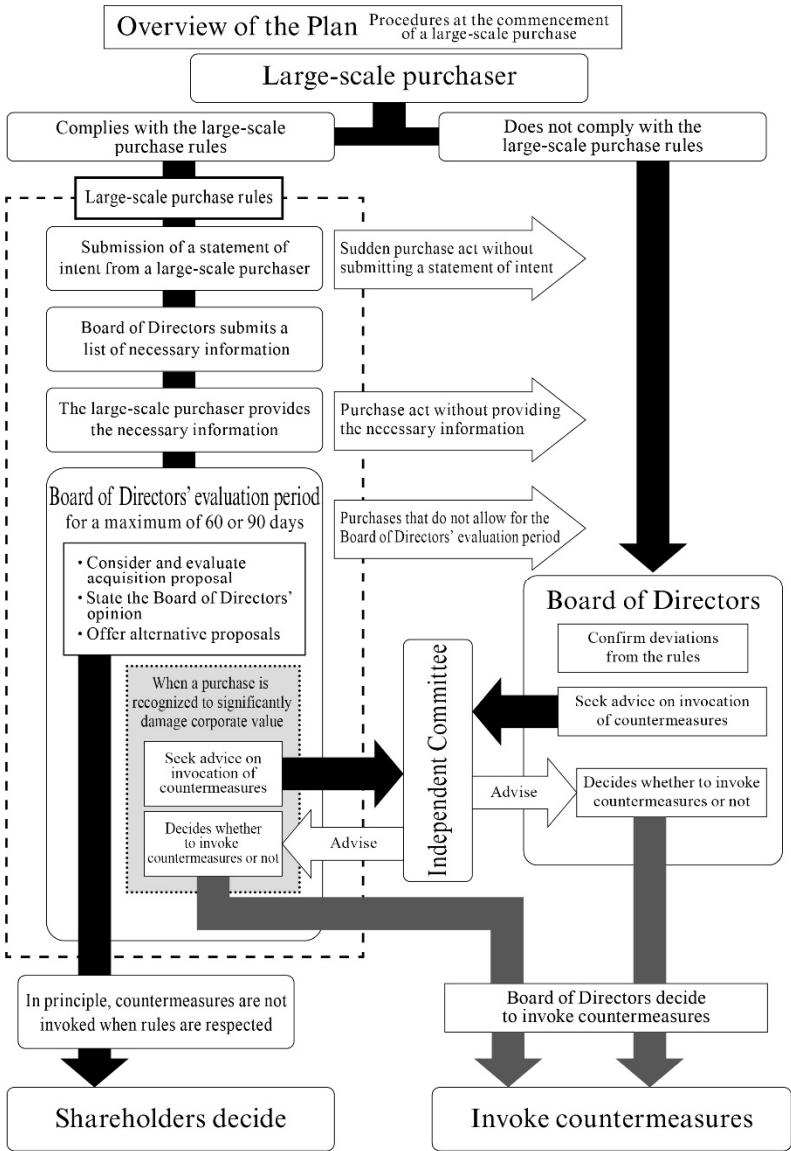 Overview of the Plan
Procedures at the commencement
of a large-scale purchase
Large-scale purchaser
Complies with the large-scale
purchase rules
Does not comply with the
large-scale purchase rules
Large-scale purchase rules
Submission of a statement of
intent from a large-scale purchaser
Sudden purchase act without
submitting a statement of intent
Board of Directors submits a
list of necessary information
The large-scale purchaser provides
the necessary information
Purchase act without providing
the necessary information
Board of Directors' evaluation period
for a maximum of 60 or 90 days
Purchases that do not allow for the
Board of Directors' evaluation period
• Consider and evaluate
acquisition proposal
• State the Board of Directors'
opinion
• Offer alternative proposals
When a purchase is
recognized to significantly
damage corporate value
Seek advice on
invocation of
countermeasures
Decides whether
to invoke
countermeasures or not
Advise
Independent Committee
Advise
Board of Directors
Confirm deviations
from the rules
Seek advice on invocation
of countermeasures
Decides whether to invoke
countermeasures or not
In principle, countermeasures are not
invoked when rules are respected
Board of Directors decide
to invoke countermeasures
Shareholders decide
Invoke countermeasures